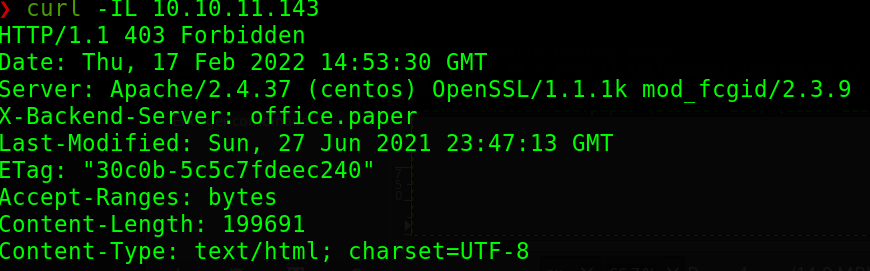 ❯ curl -IL 10.10.11.143
HTTP/1.1 403 Forbidden
Date: Thu, 17 Feb 2022 14:53:30 GMT
Server: Apache/2.4.37 (centos) OpenSSL/1.1.1k mod_fcgid/2.3.9
X-Backend-Server: office.paper
Last-Modified: Sun, 27 Jun 2021 23:47:13 GMT
ETag: "30c0b-5c5c7fdeec240"
Accept-Ranges: bytes
Content-Length: 199691
Content-Type: text/html; charset=UTF-8